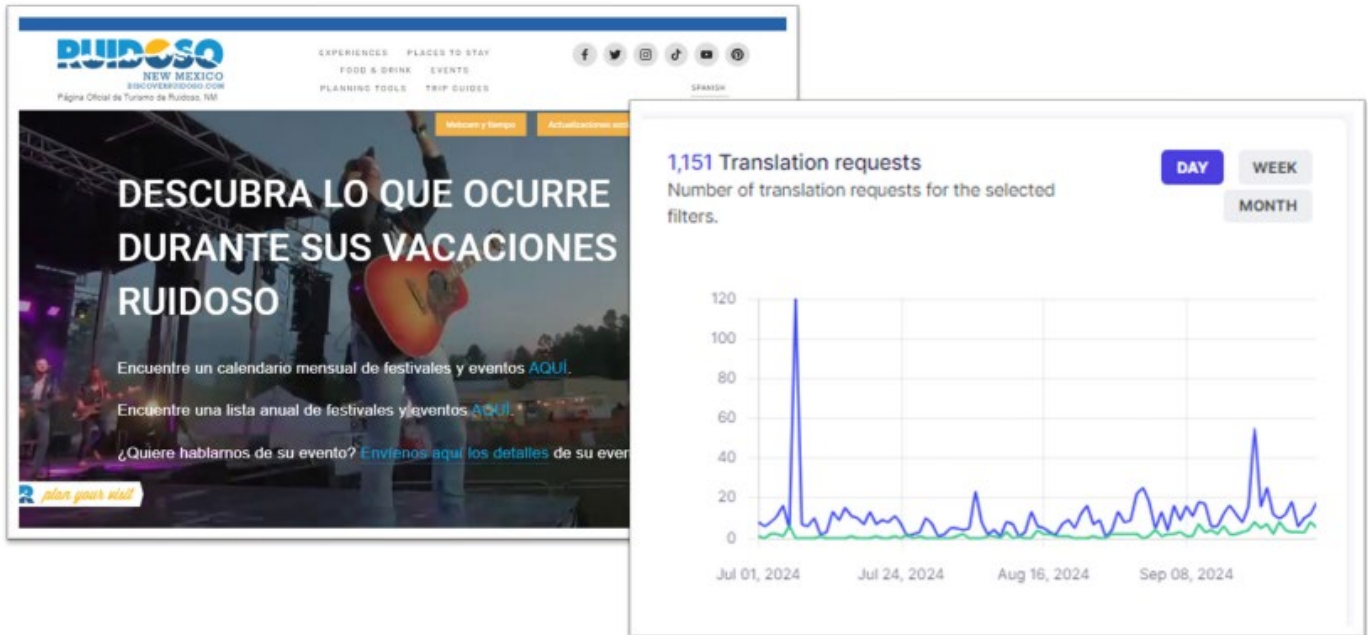 RUIDOSO
NEW MEXICO
DISCOVERRUIDOSO.COM
Página Oficial de Turismo de Ruidoso, NM
EXPERIENCES PLACES TO STAY
FOOD & DRINK EVENTS
PLANNING TOOLS TRIP GUIDES
SPANISH
Webcam y tiempo
DESCUBRA LO QUE OCURRE
DURANTE SUS VACACIONES
RUIDOSO
Encuentre un calendario mensual de festivales y eventos AQUÍ.
Encuentre una lista anual de festivales y eventos AQUÍ.
¿Quiere hablarnos de su evento? Envíenos aquí los detalles de su
plan your visit
1,151 Translation requests
Number of translation requests for the selected
filters.
DAY WEEK
MONTH
120
100
80
60
40
20
0
Jul 01, 2024 Jul 24, 2024 Aug 16, 2024 Sep 08, 2024